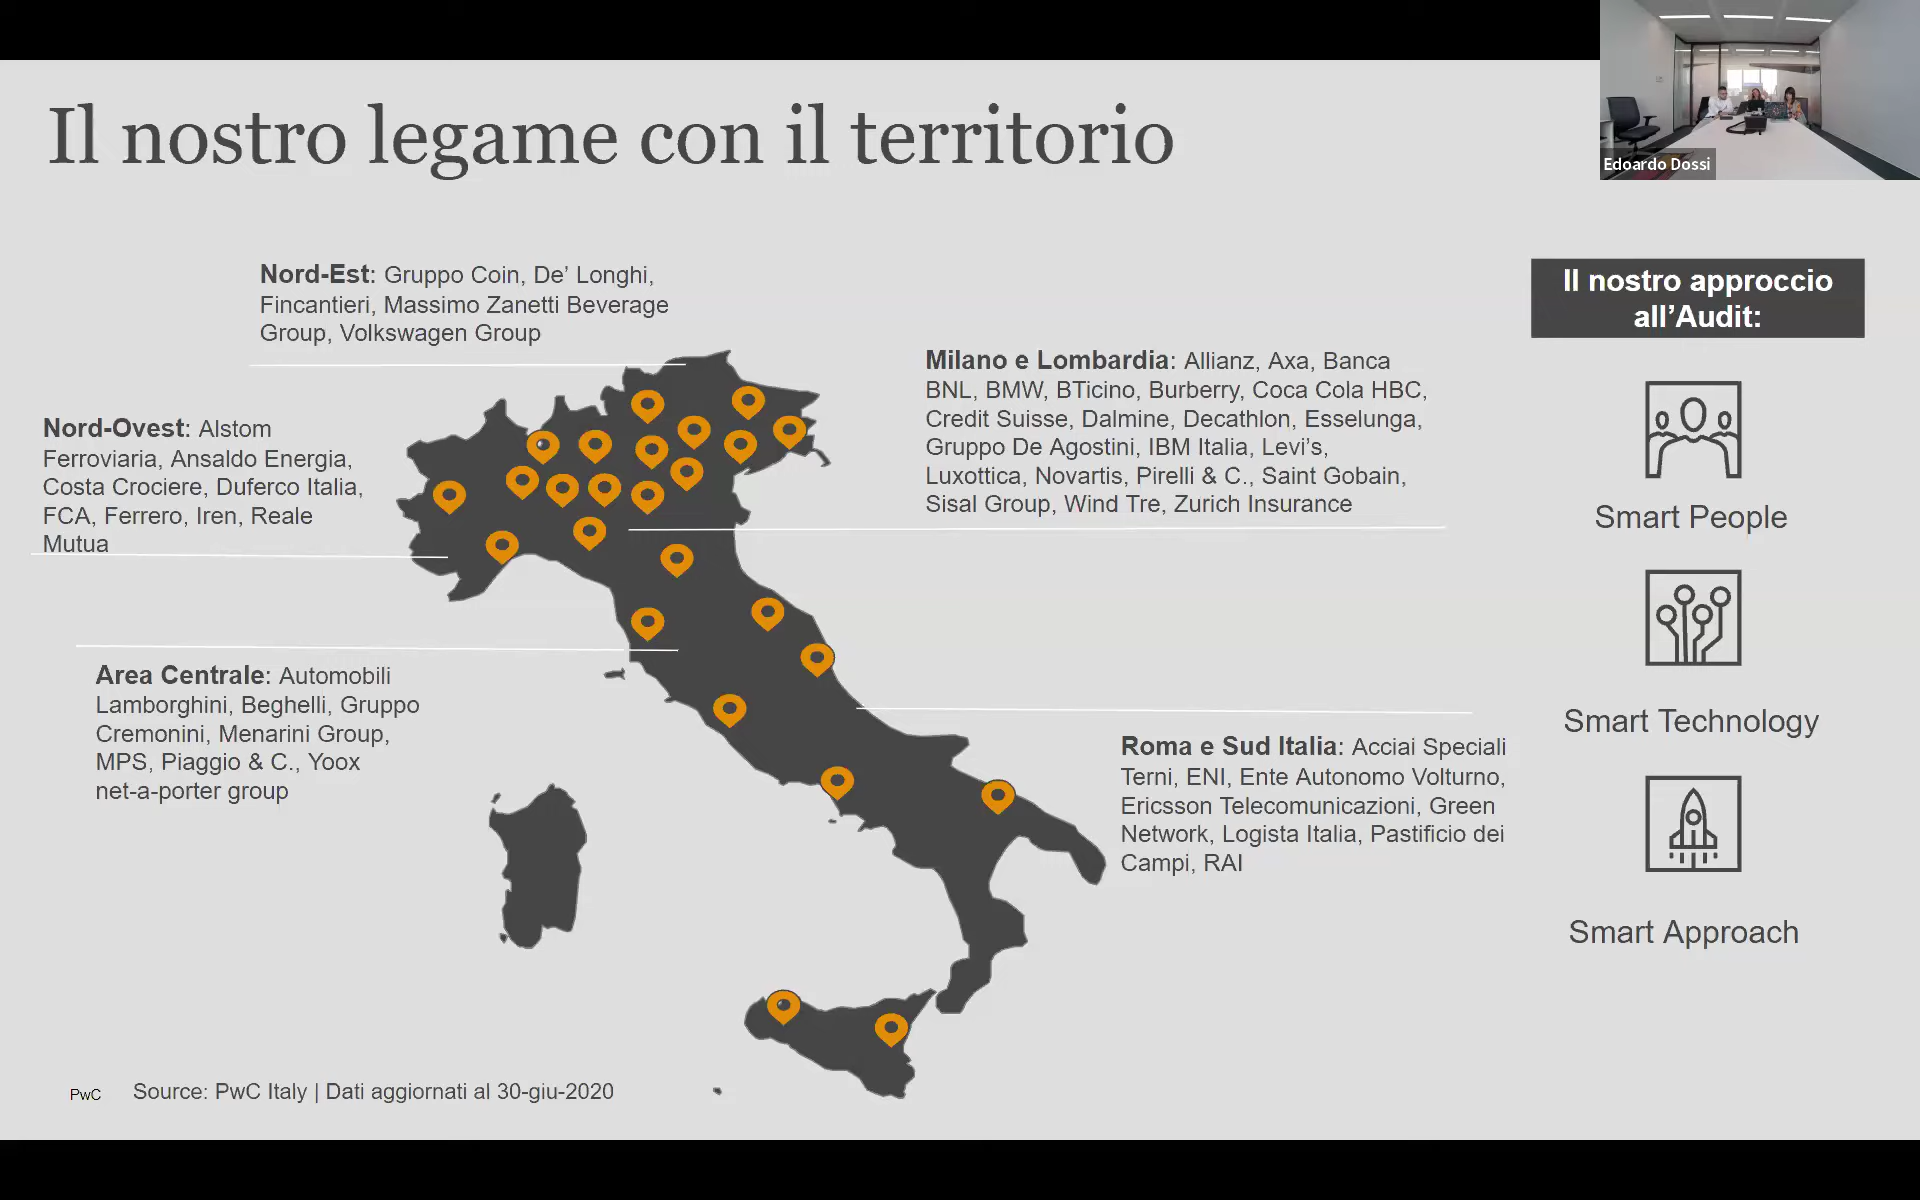 Il nostro legame con il territorio
Edoardo Dossi
Nord-Est: Gruppo Coin, De’ Longhi,
Fincantieri, Massimo Zanetti Beverage
Group, Volkswagen Group
Nord-Ovest: Alstom
Ferroviaria, Ansaldo Energia,
Costa Crociere, Duferco Italia,
FCA, Ferrero, Iren, Reale
Mutua
Milano e Lombardia: Allianz, Axa, Banca
BNL, BMW, BTicino, Burberry, Coca Cola HBC,
Credit Suisse, Dalmine, Decathlon, Esselunga,
Gruppo De Agostini, IBM Italia, Levi’s,
Luxottica, Novartis, Pirelli & C., Saint Gobain,
Sisal Group, Wind Tre, Zurich Insurance
Area Centrale: Automobili
Lamborghini, Beghelli, Gruppo
Cremonini, Menarini Group,
MPS, Piaggio & C., Yoox
net-a-porter group
Roma e Sud Italia: Acciai Speciali
Terni, ENI, Ente Autonomo Volturno,
Ericsson Telecomunicazioni, Green
Network, Logista Italia, Pastificio dei
Campi, RAI
Il nostro approccio
all’Audit:
Smart People
Smart Technology
Smart Approach
PwC
Source: PwC Italy | Dati aggiornati al 30-giu-2020